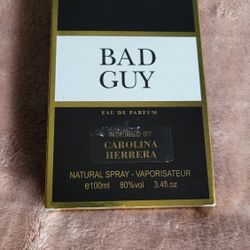 BAD
GUY
EAU DE PARFUM
INSPIRED BY
CAROLINA
HERRERA
NATURAL SPRAY - VAPORISATEUR
e100ml 80%vol 3.4fl.oz